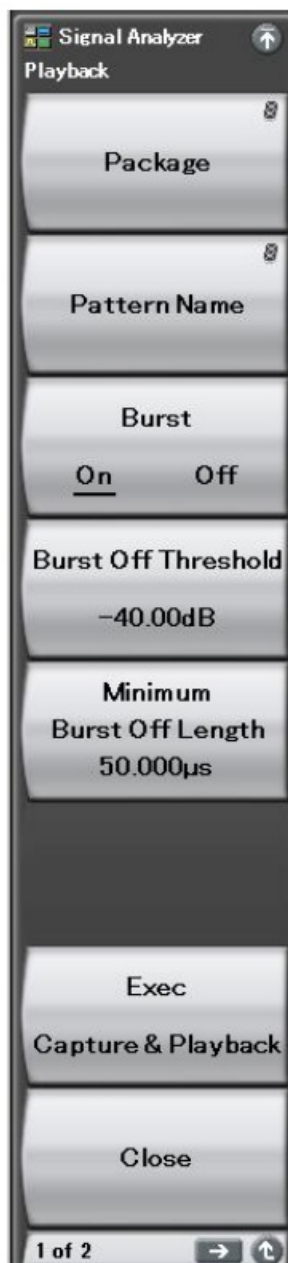 Signal Analyzer
Playback
Package
Pattern Name
Burst
On Off
Burst Off Threshold
-40.00dB
Minimum
Burst Off Length
50.000µs
Exec
Capture & Playback
Close
1 of 2